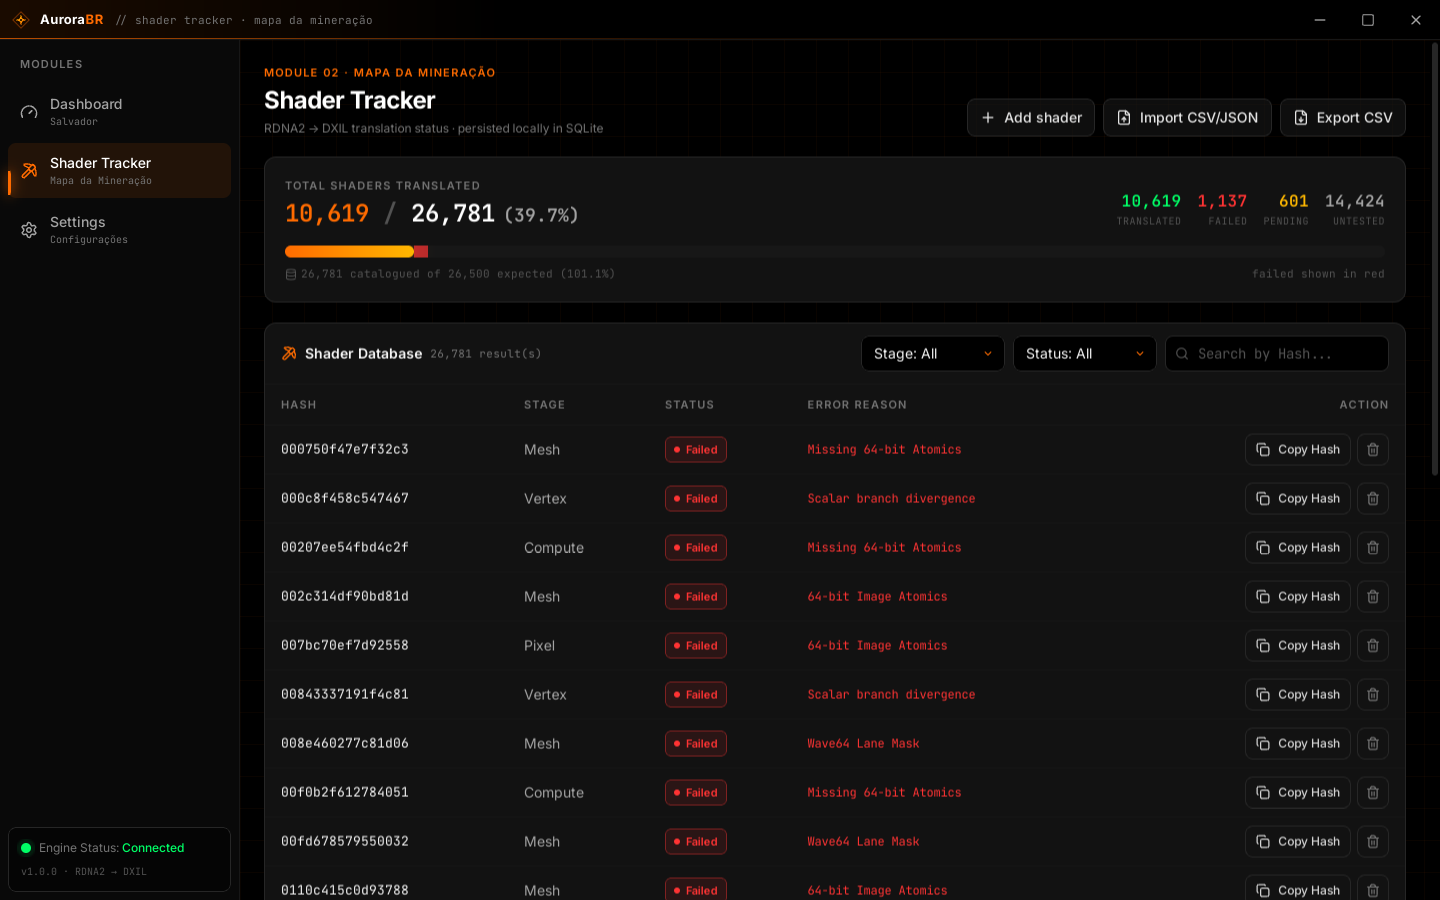 AuroraBR // shader tracker · mapa da mineração
MODULES
Dashboard
Salvador
Shader Tracker
Mapa da Mineração
Settings
Configurações
Engine Status: Connected
v1.0.0 · RDNA2 → DXIL
MODULE 02 · MAPA DA MINERAÇÃO
Shader Tracker
RDNA2 → DXIL translation status · persisted locally in SQLite
Add shader
Import CSV/JSON
Export CSV
TOTAL SHADERS TRANSLATED
10,619 / 26,781 (39.7%)
10,619 1,137 601 14,424
TRANSLATED FAILED PENDING UNTESTED
26,781 catalogued of 26,500 expected (101.1%)
failed shown in red
Shader Database 26,781 result(s)
Stage: All
Status: All
Search by Hash...
HASH STAGE STATUS ERROR REASON ACTION
000750f47e7f32c3 Mesh Failed Missing 64-bit Atomics Copy Hash
000c8f458c547467 Vertex Failed Scalar branch divergence Copy Hash
00207ee54fbd4c2f Compute Failed Missing 64-bit Atomics Copy Hash
002c314df90bd81d Mesh Failed 64-bit Image Atomics Copy Hash
007bc70ef7d92558 Pixel Failed 64-bit Image Atomics Copy Hash
00843337191f4c81 Vertex Failed Scalar branch divergence Copy Hash
008e460277c81d06 Mesh Failed Wave64 Lane Mask Copy Hash
00f0b2f612784051 Compute Failed Missing 64-bit Atomics Copy Hash
00fd678579550032 Mesh Failed Wave64 Lane Mask Copy Hash
0110c415c0d93788 Mesh Failed 64-bit Image Atomics Copy Hash